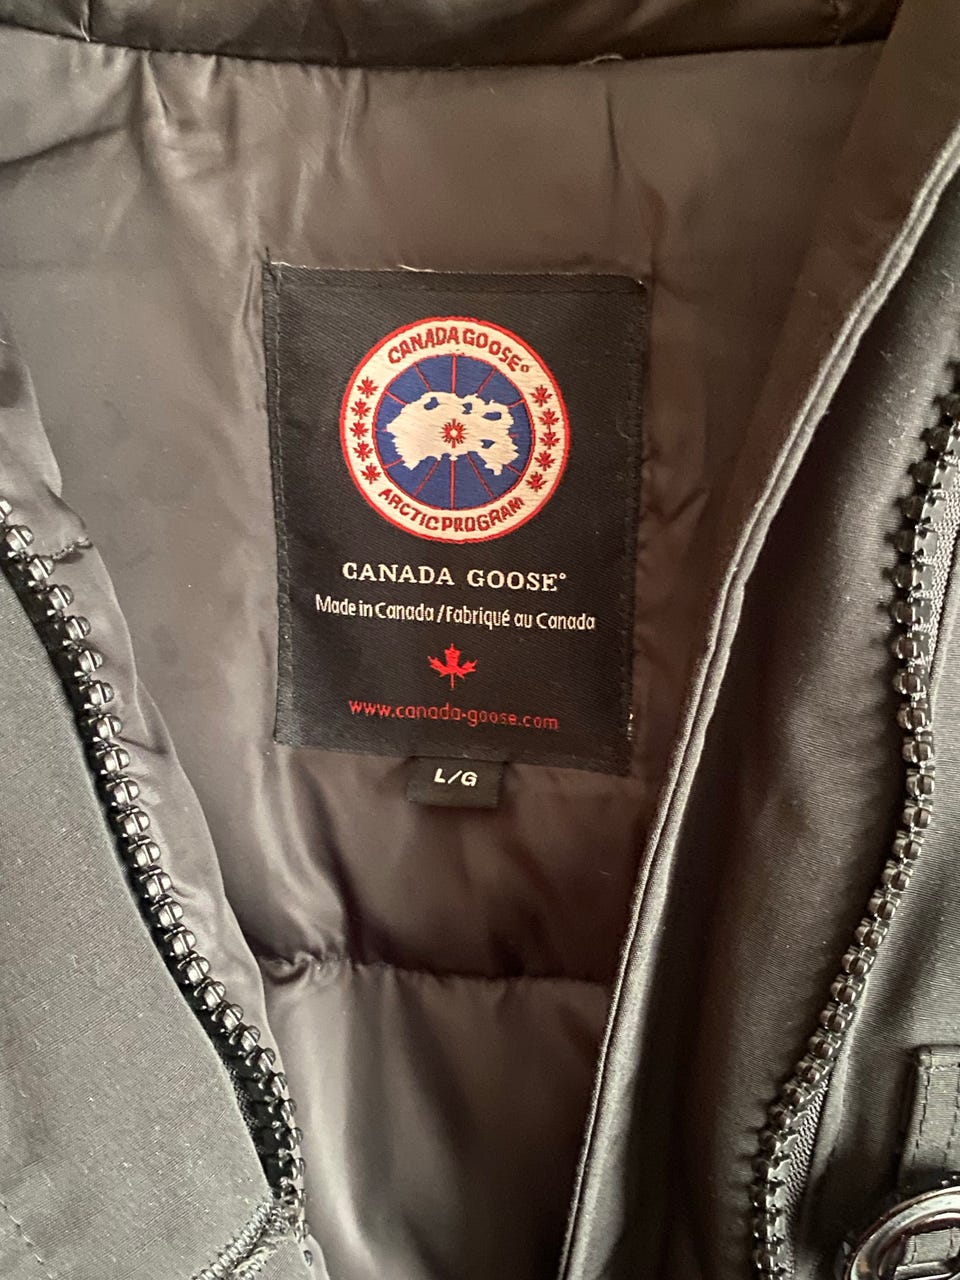 CANADA GOOSE®
ARCTIC PROGRAM
CANADA GOOSE®
Made in Canada/Fabriqué au Canada
www.canada-goose.com
L/G